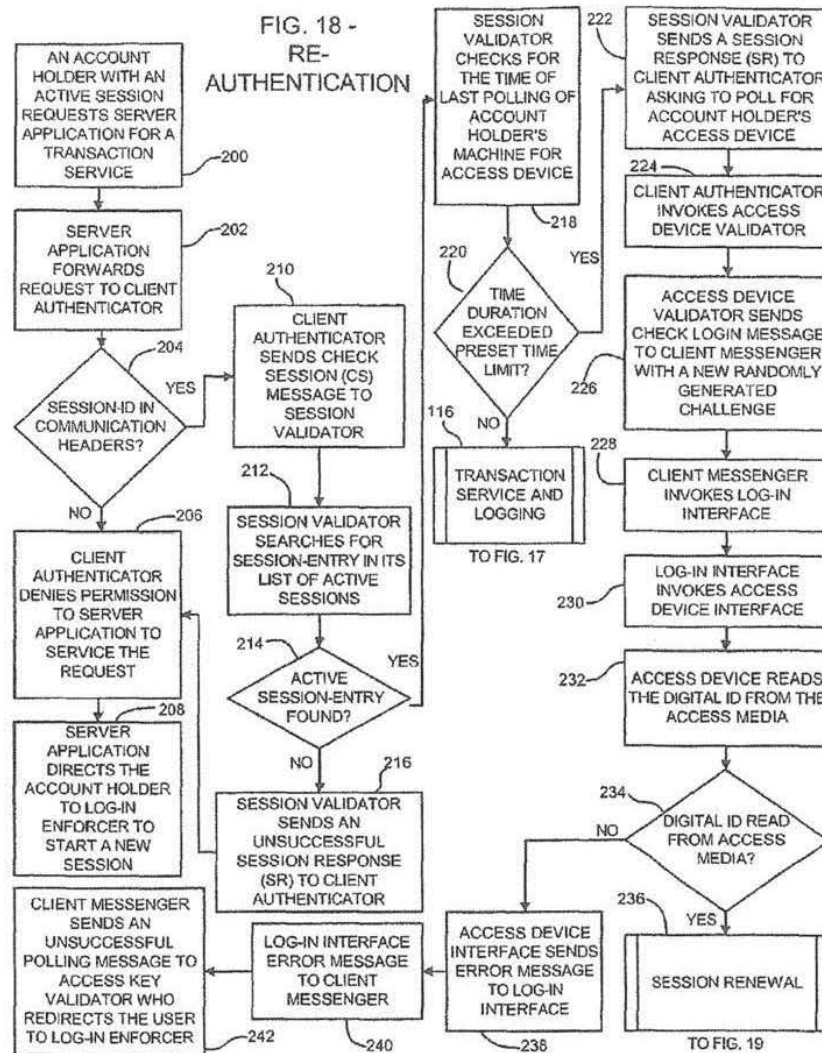 FIG. 18 -
RE-
AUTHENTICATION
AN ACCOUNT
HOLDER WITH AN
ACTIVE SESSION
REQUESTS SERVER
APPLICATION FOR A
TRANSACTION
SERVICE
200
SERVER
APPLICATION
FORWARDS
REQUEST TO CLIENT
AUTHENTICATOR
202
204
SESSION-ID IN
COMMUNICATION
HEADERS?
YES
NO
206
CLIENT
AUTHENTICATOR
DENIES PERMISSION
TO SERVER
APPLICATION TO
SERVICE THE
REQUEST
208
SERVER
APPLICATION
DIRECTS THE
ACCOUNT HOLDER
TO LOG-IN
ENFORCER TO
START A NEW
SESSION
210
CLIENT
AUTHENTICATOR
SENDS CHECK
SESSION (CS)
MESSAGE TO
SESSION
VALIDATOR
212
SESSION VALIDATOR
SEARCHES FOR
SESSION-ENTRY IN ITS
LIST OF ACTIVE
SESSIONS
214
ACTIVE
SESSION-ENTRY
FOUND?
YES
NO
216
SESSION VALIDATOR
SENDS AN
UNSUCCESSFUL
SESSION RESPONSE
(SR) TO CLIENT
AUTHENTICATOR
SESSION
VALIDATOR
CHECKS FOR
THE TIME OF
LAST POLLING OF
ACCOUNT
HOLDER'S
MACHINE FOR
ACCESS DEVICE
218
220
TIME
DURATION
EXCEEDED
PRESET TIME
LIMIT?
YES
NO
116
TRANSACTION
SERVICE AND
LOGGING
TO FIG. 17
222
SESSION VALIDATOR
SENDS A SESSION
RESPONSE (SR) TO
CLIENT AUTHENTICATOR
ASKING TO POLL FOR
ACCOUNT HOLDER'S
ACCESS DEVICE
224
CLIENT AUTHENTICATOR
INVOKES ACCESS
DEVICE VALIDATOR
226
ACCESS DEVICE
VALIDATOR SENDS
CHECK LOGIN MESSAGE
TO CLIENT MESSENGER
WITH A NEW RANDOMLY
GENERATED
CHALLENGE
228
CLIENT MESSENGER
INVOKES LOG-IN
INTERFACE
230
LOG-IN INTERFACE
INVOKES ACCESS
DEVICE INTERFACE
232
ACCESS DEVICE READS
THE DIGITAL ID FROM THE
ACCESS MEDIA
234
DIGITAL ID READ
FROM ACCESS
MEDIA?
NO
YES
236
SESSION RENEWAL
TO FIG. 19
ACCESS DEVICE
INTERFACE SENDS
ERROR MESSAGE
TO LOG-IN
INTERFACE
238
LOG-IN INTERFACE
ERROR MESSAGE
TO CLIENT
MESSENGER
240
CLIENT MESSENGER
SENDS AN
UNSUCCESSFUL
POLLING MESSAGE TO
ACCESS KEY
VALIDATOR WHO
REDIRECTS THE USER
TO LOG-IN ENFORCER
242